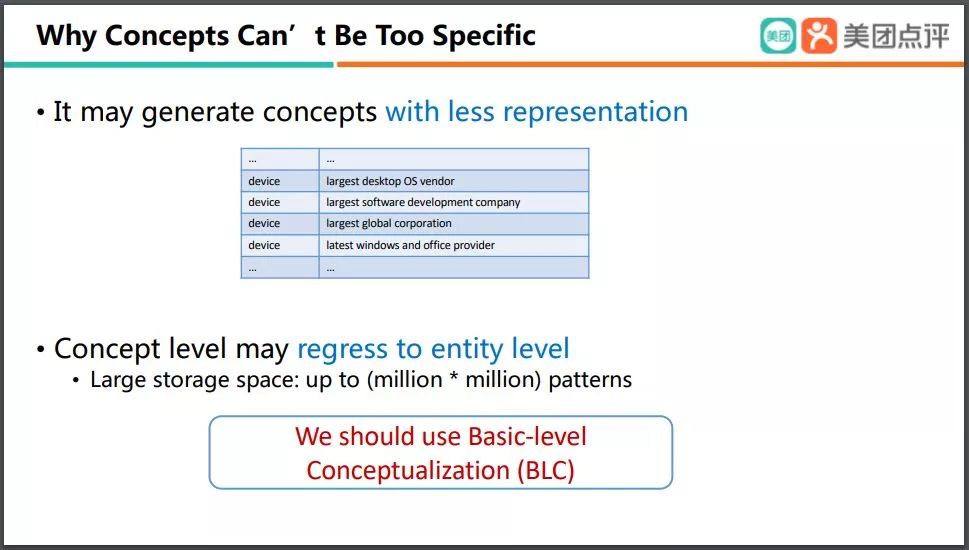 Why Concepts Can’t Be Too Specific
美团
美团点评
• It may generate concepts with less representation
... ...
device largest desktop OS vendor
device largest software development company
device largest global corporation
device latest windows and office provider
... ...
• Concept level may regress to entity level
• Large storage space: up to (million * million) patterns
We should use Basic-level
Conceptualization (BLC)